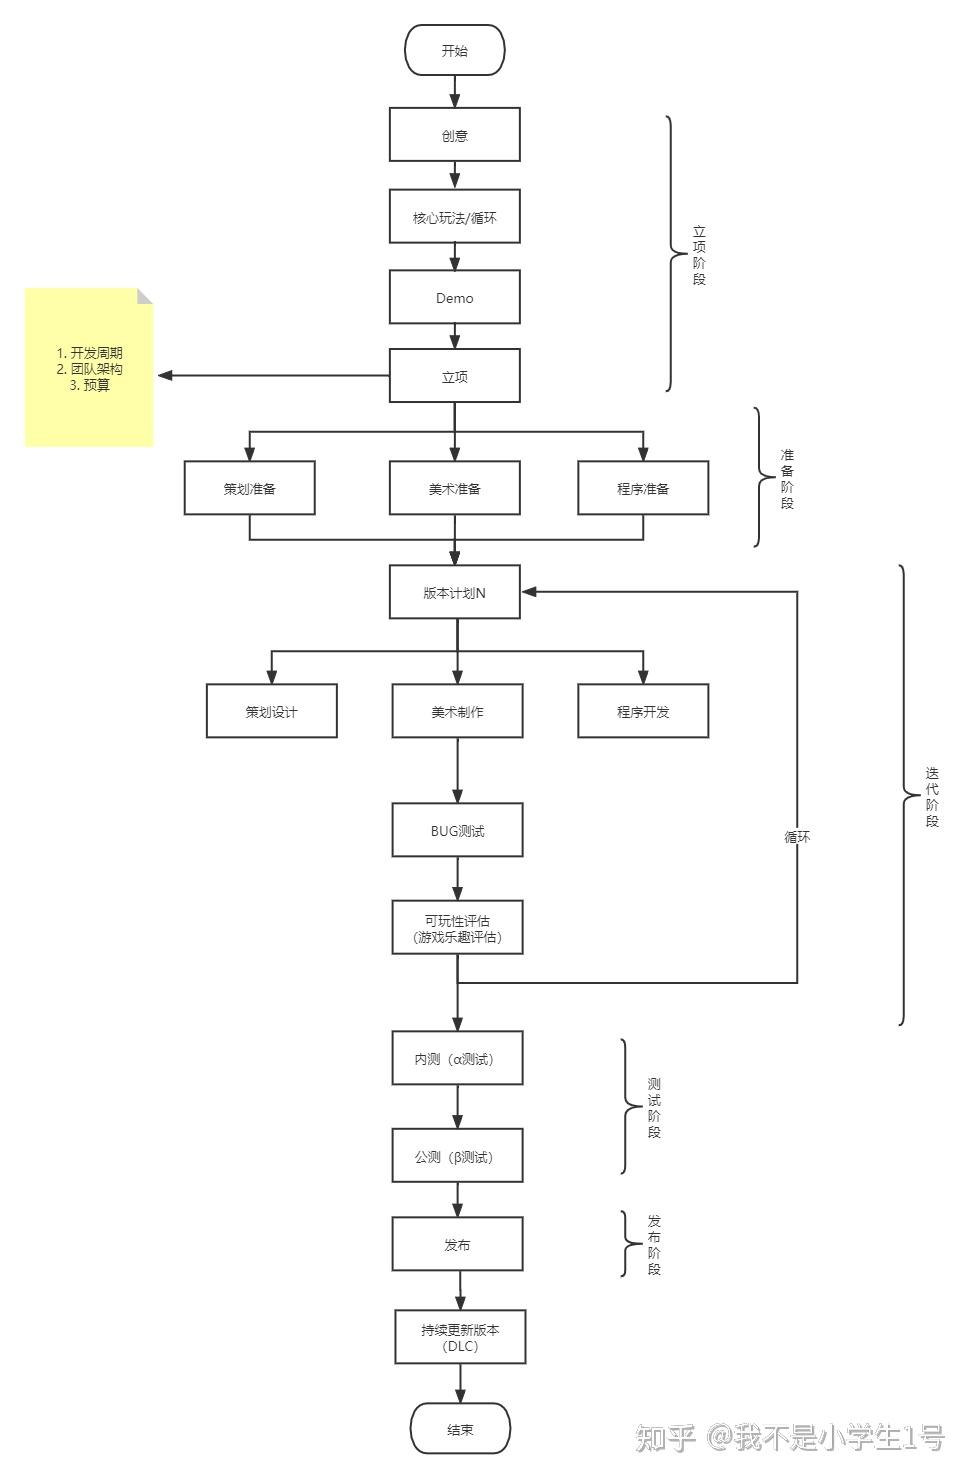 开始
创意
核心玩法/循环
Demo
立项
立项阶段
1. 开发周期
2. 团队架构
3. 预算
策划准备
美术准备
程序准备
准备阶段
版本计划N
策划设计
美术制作
程序开发
BUG测试
可玩性评估
（游戏乐趣评估）
循环
迭代阶段
内测（α测试）
公测（β测试）
测试阶段
发布
发布阶段
持续更新版本
（DLC）
结束
知乎 @我不是小学生1号